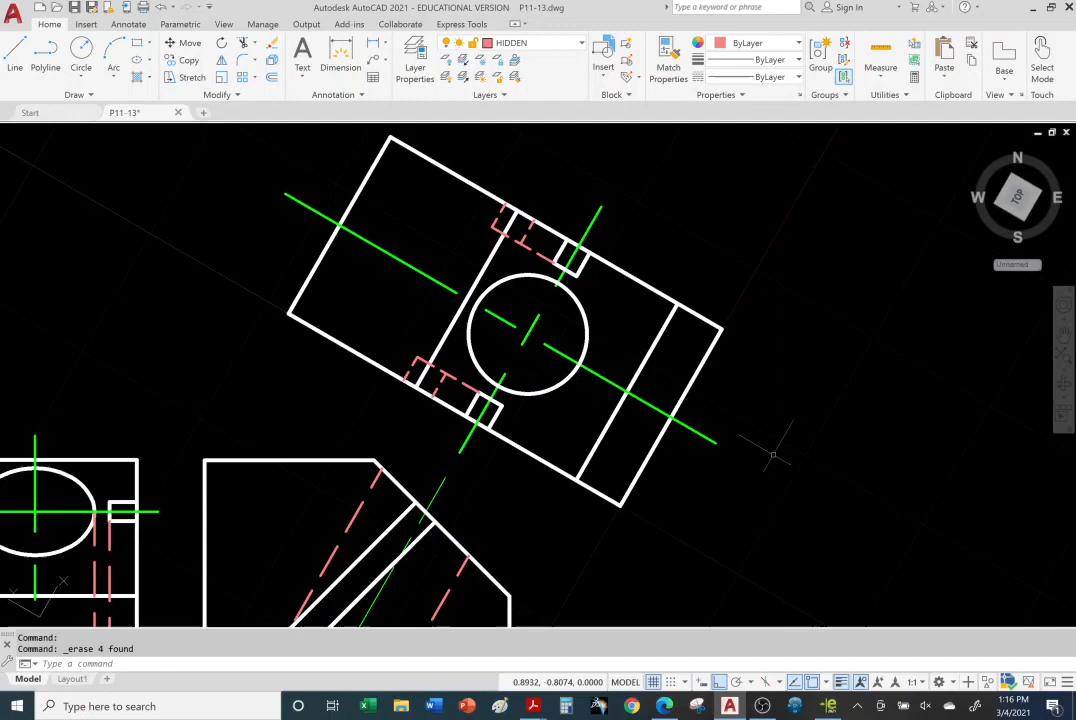 Autodesk AutoCAD 2021 - EDUCATIONAL VERSION P11-13.dwg
Type a keyword or phrase
Sign In
Home Insert Annotate Parametric View Manage Output Add-ins Collaborate Express Tools
Line Polyline Circle Arc
Move
Copy
Stretch
Text Dimension
Layer
Properties
HIDDEN
Insert
Match
Properties
ByLayer
ByLayer
ByLayer
Group
Measure
Paste
Base
Select
Mode
Draw Modify Annotation Layers Block Properties Groups Utilities Clipboard View Touch
Start P11-13* +
N
W TOP E
S
Unnamed
Command:
Command: _erase 4 found
Type a command
Model Layout1 +
0.8932, -0.8074, 0.0000 MODEL 1:1
Type here to search
1:16 PM
3/4/2021